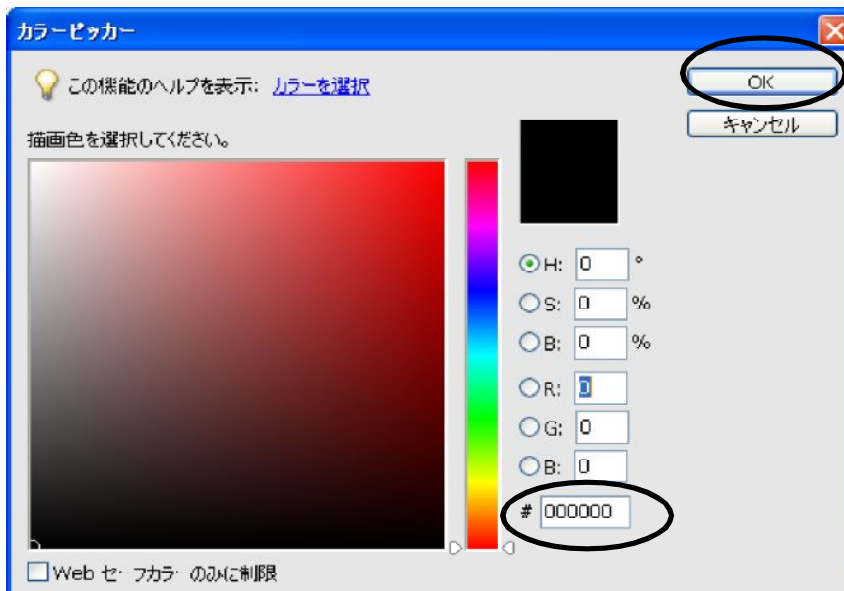 カラーピッカー
この機能のヘルプを表示: カラーを選択
OK
キャンセル
描画色を選択してください。
H: 0 °
S: 0 %
B: 0 %
R: 0
G: 0
B: 0
# 000000
Web セーフカラーのみに制限